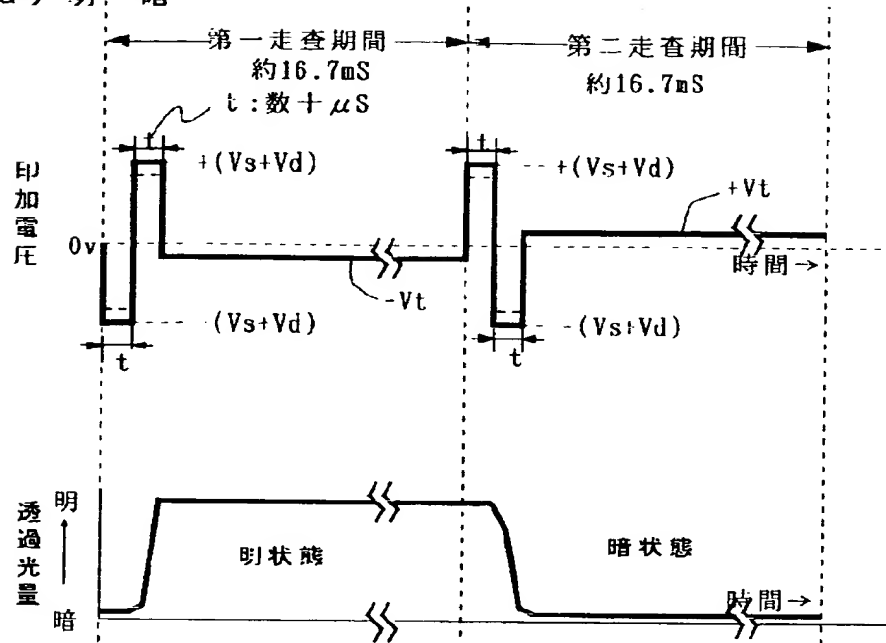 明 暗
第一走査期間
約16.7mS
t:数十μS
第二走査期間
約16.7mS
印加電圧
t
+(Vs+Vd)
t
+(Vs+Vd)
+Vt
0v
時間→
-Vt
-(Vs+Vd)
-(Vs+Vd)
t
t
透過光量
明
暗
明状態
暗状態
時間→